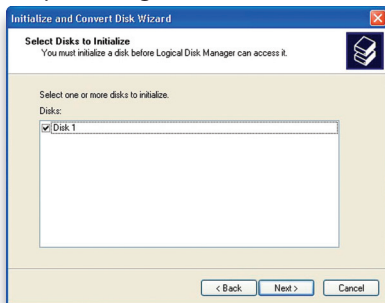 Initialize and Convert Disk Wizard
Select Disks to Initialize
You must initialize a disk before Logical Disk Manager can access it.
Select one or more disks to initialize.
Disks:
Disk 1
< Back
Next >
Cancel